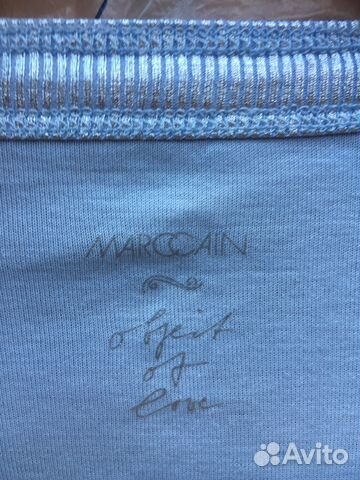 MARCCAIN
object
of
love
Avito